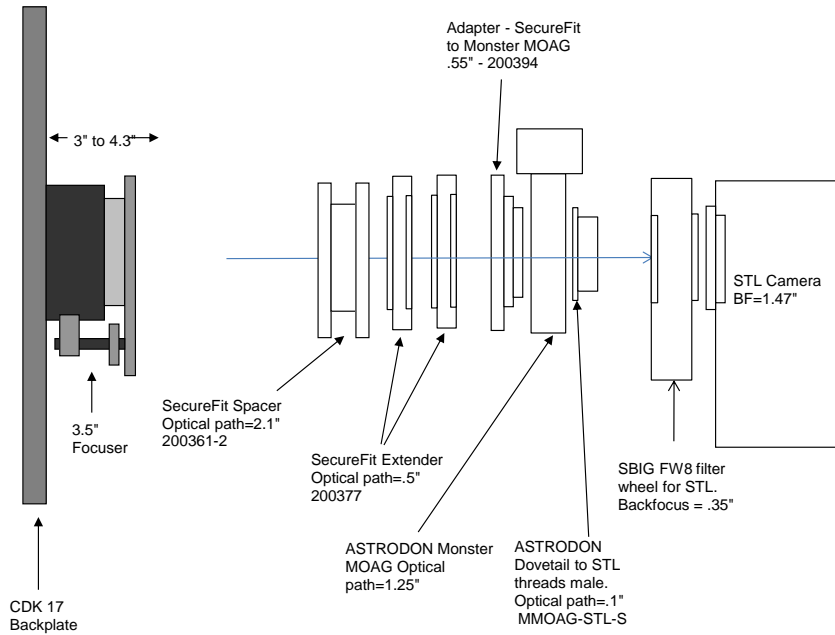 Adapter - SecureFit
to Monster MOAG
.55" - 200394
3" to 4.3"
STL Camera
BF=1.47"
SecureFit Spacer
Optical path=2.1"
200361-2
3.5"
Focuser
SecureFit Extender
Optical path=.5"
200377
SBIG FW8 filter
wheel for STL.
Backfocus = .35"
ASTRODON Monster
MOAG Optical
path=1.25"
ASTRODON
Dovetail to STL
threads male.
Optical path=.1"
MMOAG-STL-S
CDK 17
Backplate